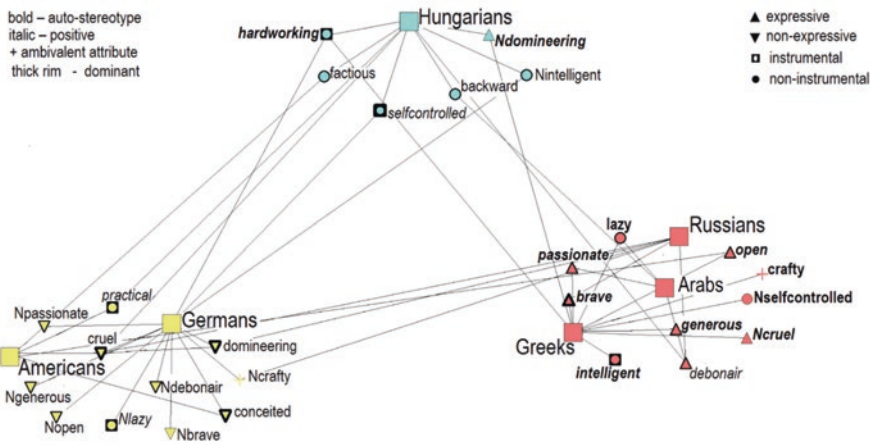 bold – auto-stereotype
italic – positive
+ ambivalent attribute
thick rim - dominant
Hungarians
hardworking
Ndomineering
factious
backward
Nintelligent
selfcontrolled
expressive
non-expressive
instrumental
non-instrumental
lazy
Russians
passionate
open
crafty
Arabs
brave
Nselfcontrolled
generous
Ncruel
Greeks
intelligent
debonair
practical
Npassionate
Germans
cruel
domineering
Americans
Ncrafty
Ngenerous
Ndebonair
conceited
Nopen
Nlazy
Nbrave